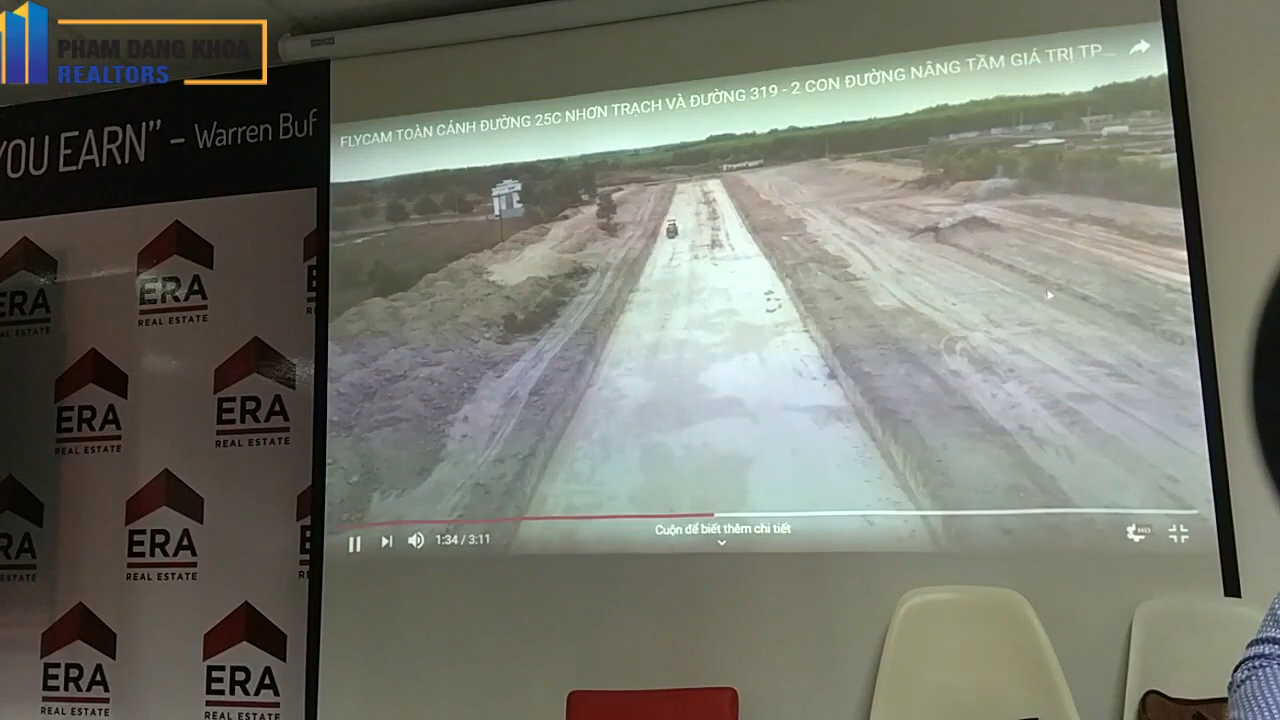 PHAM DANG KHOA
REALTORS
YOU EARN” – Warren Buf
FLYCAM TOÀN CẢNH ĐƯỜNG 25C NHƠN TRẠCH VÀ ĐƯỜNG 319 - 2 CON ĐƯỜNG NÂNG TẦM GIÁ TRỊ TP...
ERA
REAL ESTATE
ERA
REAL ESTATE
ERA
REAL ESTATE
ERA
REAL ESTATE
ERA
REAL ESTATE
ERA
REAL ESTATE
ERA
REAL ESTATE
ERA
REAL ESTATE
Cuộn để biết thêm chi tiết
1:34 / 3:11
HD